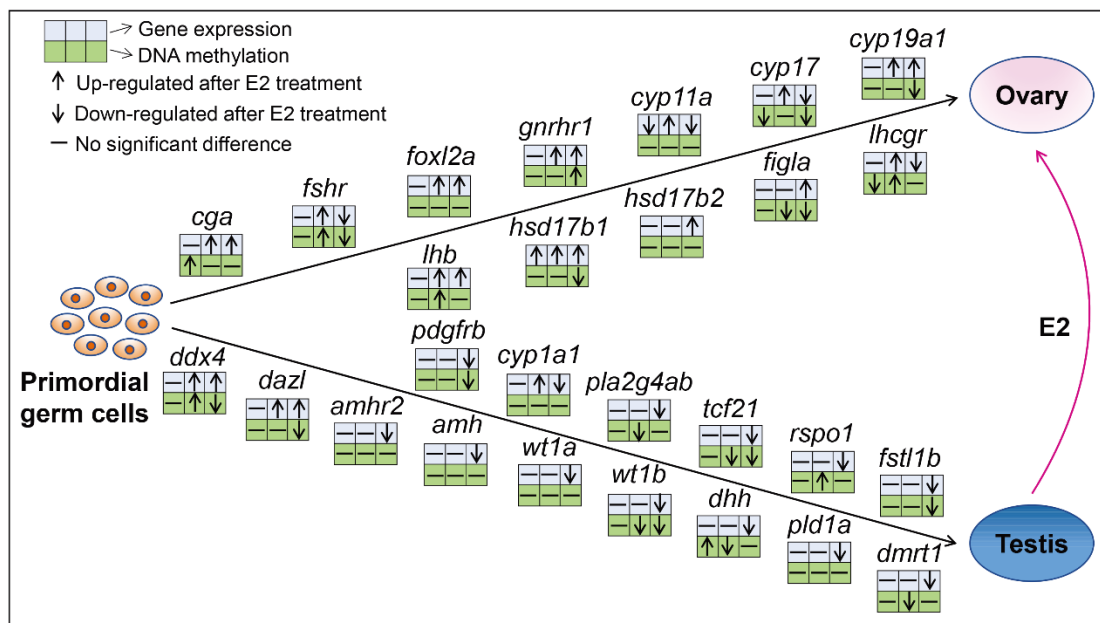 Gene expression
DNA methylation
↑ Up-regulated after E2 treatment
↓ Down-regulated after E2 treatment
— No significant difference
cyp19a1
cyp17
cyp11a
gnrhr1
foxl2a
fshr
cga
Ovary
lhcgr
figla
hsd17b2
hsd17b1
lhb
E2
Primordial
germ cells
pdgfrb
cyp1a1
pla2g4ab
tcf21
rspo1
fstl1b
ddx4
dazl
amhr2
amh
wt1a
wt1b
dhh
pld1a
dmrt1
Testis